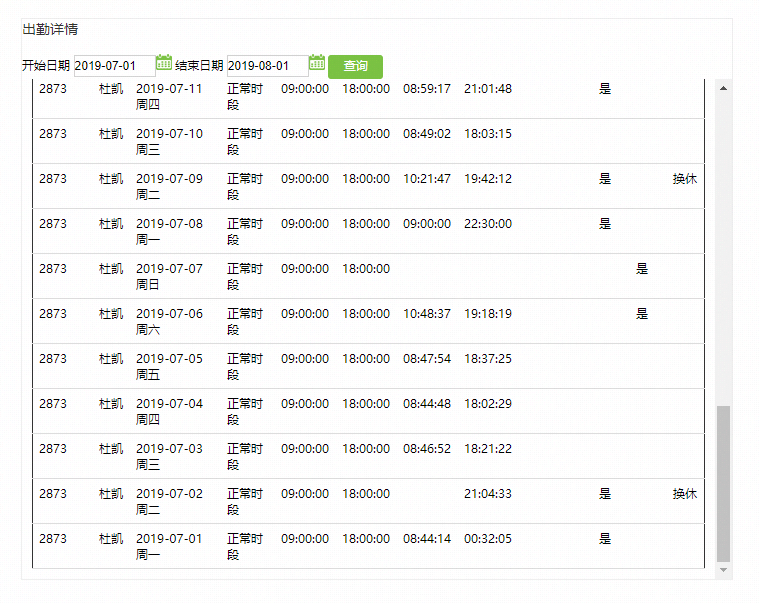 出勤详情
开始日期 2019-07-01 结束日期 2019-08-01 查询
2873 杜凯 2019-07-11 正常时 09:00:00 18:00:00 08:59:17 21:01:48 是
周四 段
2873 杜凯 2019-07-10 正常时 09:00:00 18:00:00 08:49:02 18:03:15
周三 段
2873 杜凯 2019-07-09 正常时 09:00:00 18:00:00 10:21:47 19:42:12 是 换休
周二 段
2873 杜凯 2019-07-08 正常时 09:00:00 18:00:00 09:00:00 22:30:00 是
周一 段
2873 杜凯 2019-07-07 正常时 09:00:00 18:00:00 是
周日 段
2873 杜凯 2019-07-06 正常时 09:00:00 18:00:00 10:48:37 19:18:19 是
周六 段
2873 杜凯 2019-07-05 正常时 09:00:00 18:00:00 08:47:54 18:37:25
周五 段
2873 杜凯 2019-07-04 正常时 09:00:00 18:00:00 08:44:48 18:02:29
周四 段
2873 杜凯 2019-07-03 正常时 09:00:00 18:00:00 08:46:52 18:21:22
周三 段
2873 杜凯 2019-07-02 正常时 09:00:00 18:00:00 21:04:33 是 换休
周二 段
2873 杜凯 2019-07-01 正常时 09:00:00 18:00:00 08:44:14 00:32:05 是
周一 段